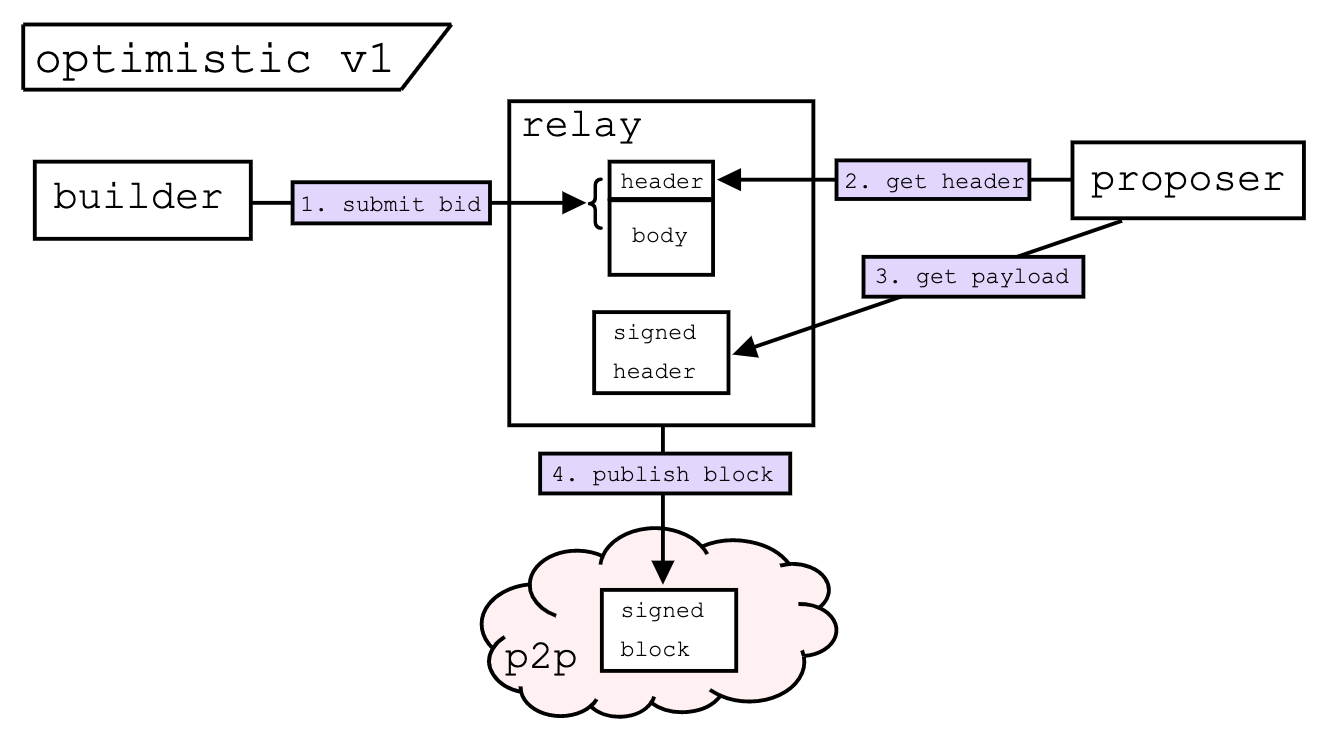 optimistic v1
relay
builder
1. submit bid
header
body
2. get header
proposer
3. get payload
signed
header
4. publish block
signed
block
p2p